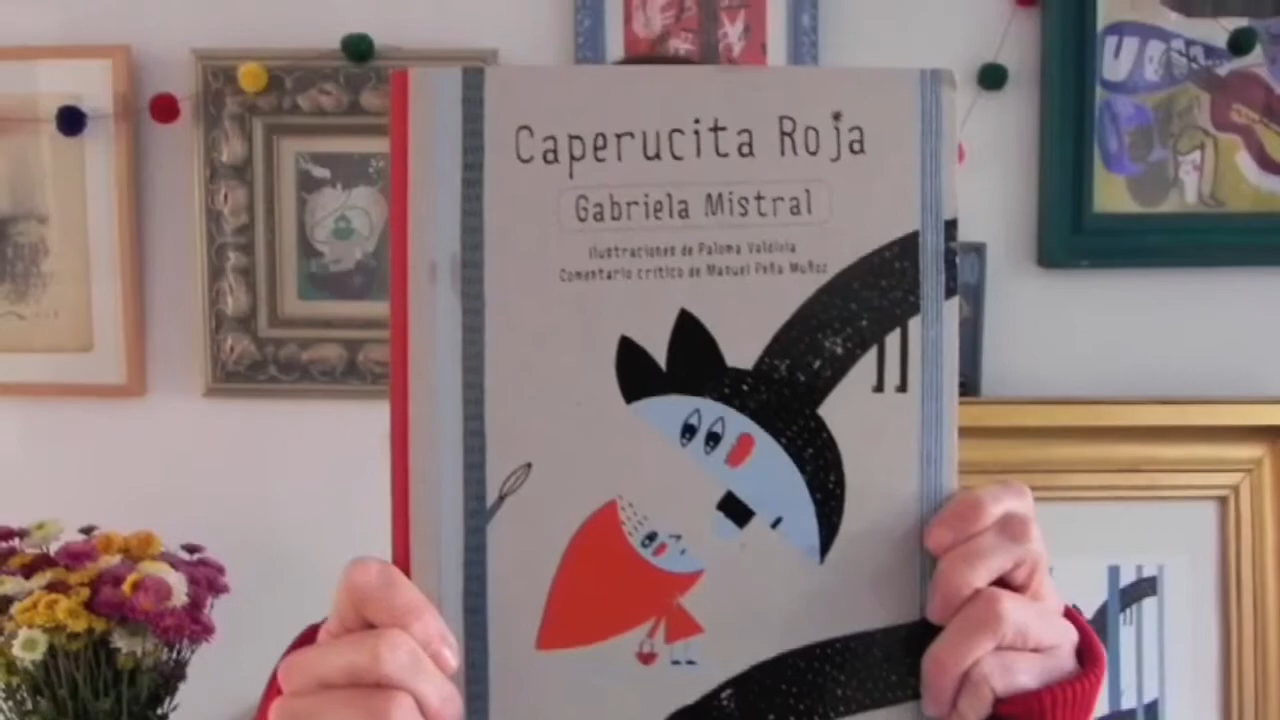 Caperucita Roja
Gabriela Mistral
Ilustraciones de Paloma Valdivia
Comentario crítico de Manuel Peña Muñoz